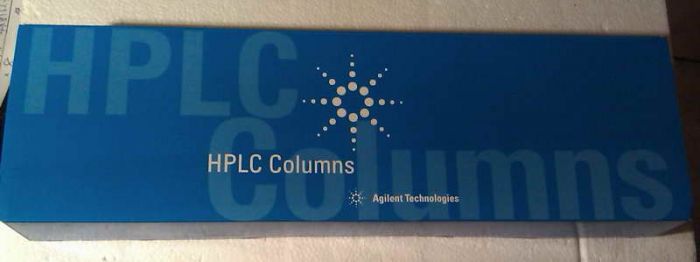 HPLC
Columns
HPLC Columns
Agilent Technologies